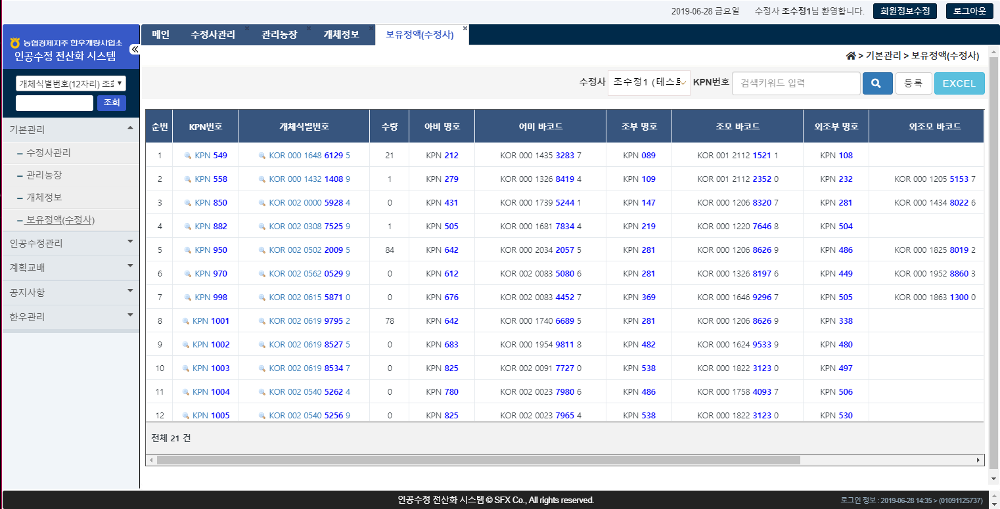 2019-06-28 금요일 수정사 조수정1님 환영합니다. 회원정보수정 로그아웃
농협경제지주 한우개량사업소
인공수정 전산화 시스템
메인 수정사관리 관리농장 개체정보 보유정액(수정사)
> 기본관리 > 보유정액(수정사)
개체식별번호(12자리) 조회
조회
수정사 조수정1 (테스트 KPN번호 검색키워드 입력 등록 EXCEL
기본관리
– 수정사관리
– 관리농장
– 개체정보
– 보유정액(수정사)
인공수정관리
계획교배
공지사항
한우관리
순번 KPN번호 개체식별번호 수량 아비 명호 어미 바코드 조부 명호 조모 바코드 외조부 명호 외조모 바코드
1 KPN 549 KOR 000 1648 6129 5 21 KPN 212 KOR 000 1435 3283 7 KPN 089 KOR 001 2112 1521 1 KPN 108
2 KPN 558 KOR 000 1432 1408 9 1 KPN 279 KOR 000 1326 8419 4 KPN 109 KOR 001 2112 2352 0 KPN 232 KOR 000 1205 5153 7
3 KPN 850 KOR 002 0000 5928 4 0 KPN 431 KOR 000 1739 5244 1 KPN 147 KOR 000 1206 8320 7 KPN 281 KOR 000 1434 8022 6
4 KPN 882 KOR 002 0308 7525 9 1 KPN 505 KOR 000 1681 7834 4 KPN 219 KOR 000 1220 7646 8 KPN 504
5 KPN 950 KOR 002 0502 2009 5 84 KPN 642 KOR 000 2034 2057 5 KPN 281 KOR 000 1206 8626 9 KPN 486 KOR 000 1825 8019 2
6 KPN 970 KOR 002 0562 0529 9 0 KPN 612 KOR 002 0083 5080 6 KPN 281 KOR 000 1326 8197 6 KPN 449 KOR 000 1952 8860 3
7 KPN 998 KOR 002 0615 5871 0 0 KPN 676 KOR 002 0083 4452 7 KPN 369 KOR 000 1646 9296 7 KPN 505 KOR 000 1863 1300 0
8 KPN 1001 KOR 002 0619 9795 2 78 KPN 642 KOR 000 1740 6689 5 KPN 281 KOR 000 1206 8626 9 KPN 338
9 KPN 1002 KOR 002 0619 8527 5 0 KPN 683 KOR 000 1954 9811 8 KPN 482 KOR 000 1624 9533 9 KPN 480
10 KPN 1003 KOR 002 0619 8534 7 0 KPN 825 KOR 002 0091 7727 0 KPN 538 KOR 000 1822 3123 0 KPN 497
11 KPN 1004 KOR 002 0540 5262 4 0 KPN 780 KOR 002 0023 7980 6 KPN 486 KOR 000 1758 4093 7 KPN 506
12 KPN 1005 KOR 002 0540 5256 9 0 KPN 825 KOR 002 0023 7965 4 KPN 538 KOR 000 1822 3123 0 KPN 530
전체 21 건
인공수정 전산화 시스템 © SFX Co., All rights reserved.
로그인 정보 : 2019-06-28 14:35 > (01091125737)